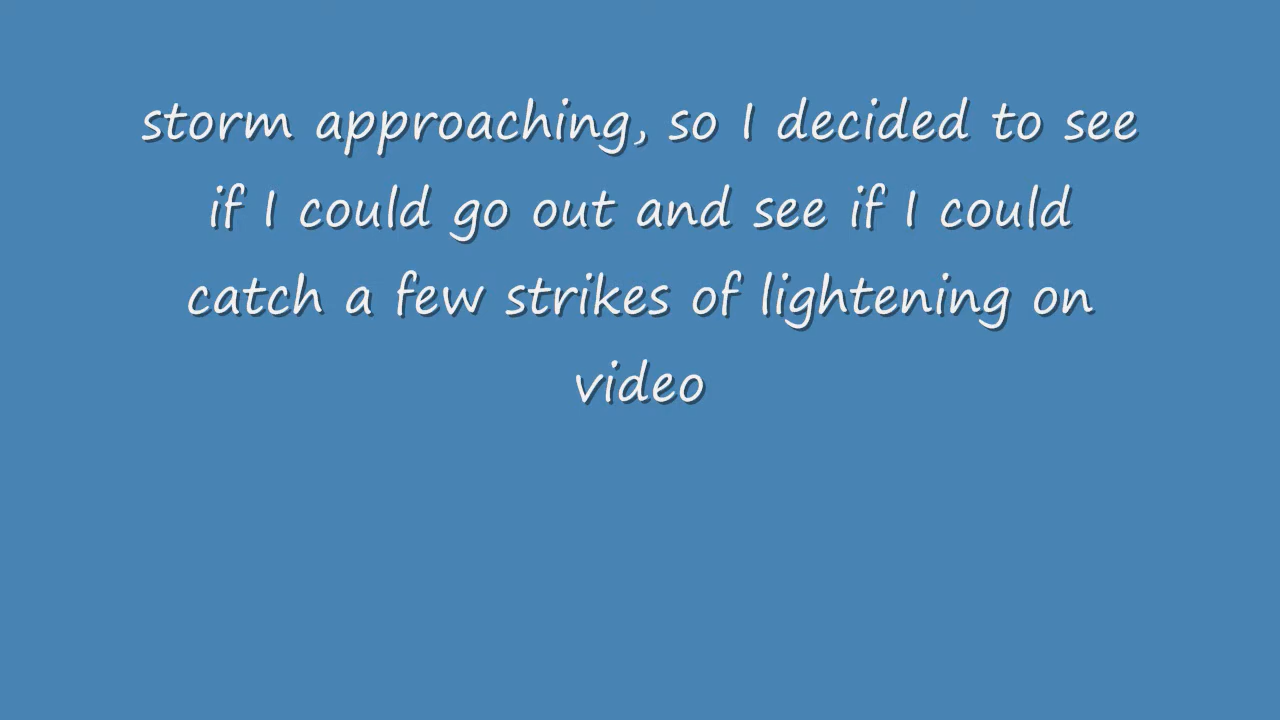 storm approaching, so I decided to see
if I could go out and see if I could
catch a few strikes of lightening on
video